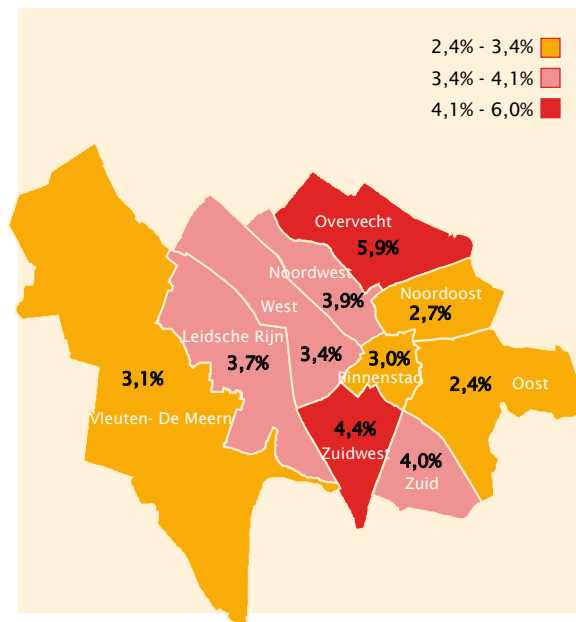 2,4% - 3,4%
3,4% - 4,1%
4,1% - 6,0%
Overvecht
5,9%
Noordwest
3,9%
Noordoost
2,7%
West
3,4%
Leidsche Rijn
3,7%
3,0%
Binnenstad
2,4%
Oost
3,1%
Vleuten- De Meern
4,4%
Zuidwest
4,0%
Zuid